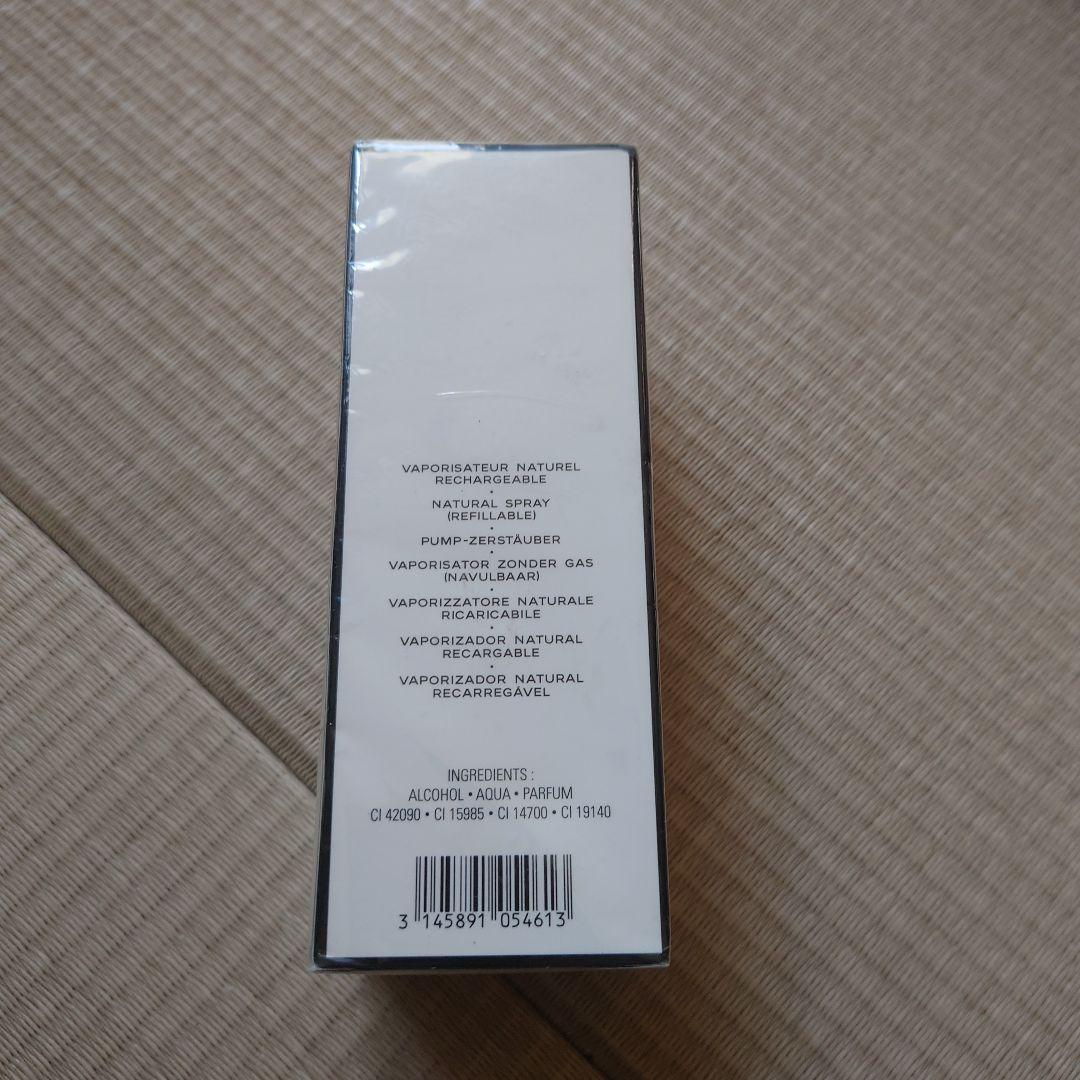 VAPORISATEUR NATUREL
RECHARGEABLE
•
NATURAL SPRAY
(REFILLABLE)
•
PUMP-ZERSTÄUBER
•
VAPORISATOR ZONDER GAS
(NAVULBAAR)
•
VAPORIZZATORE NATURALE
RICARICABILE
•
VAPORIZADOR NATURAL
RECARGABLE
•
VAPORIZADOR NATURAL
RECARREGÁVEL
INGREDIENTS :
ALCOHOL • AQUA • PARFUM
CI 42090 • CI 15985 • CI 14700 • CI 19140
3 145891 054613